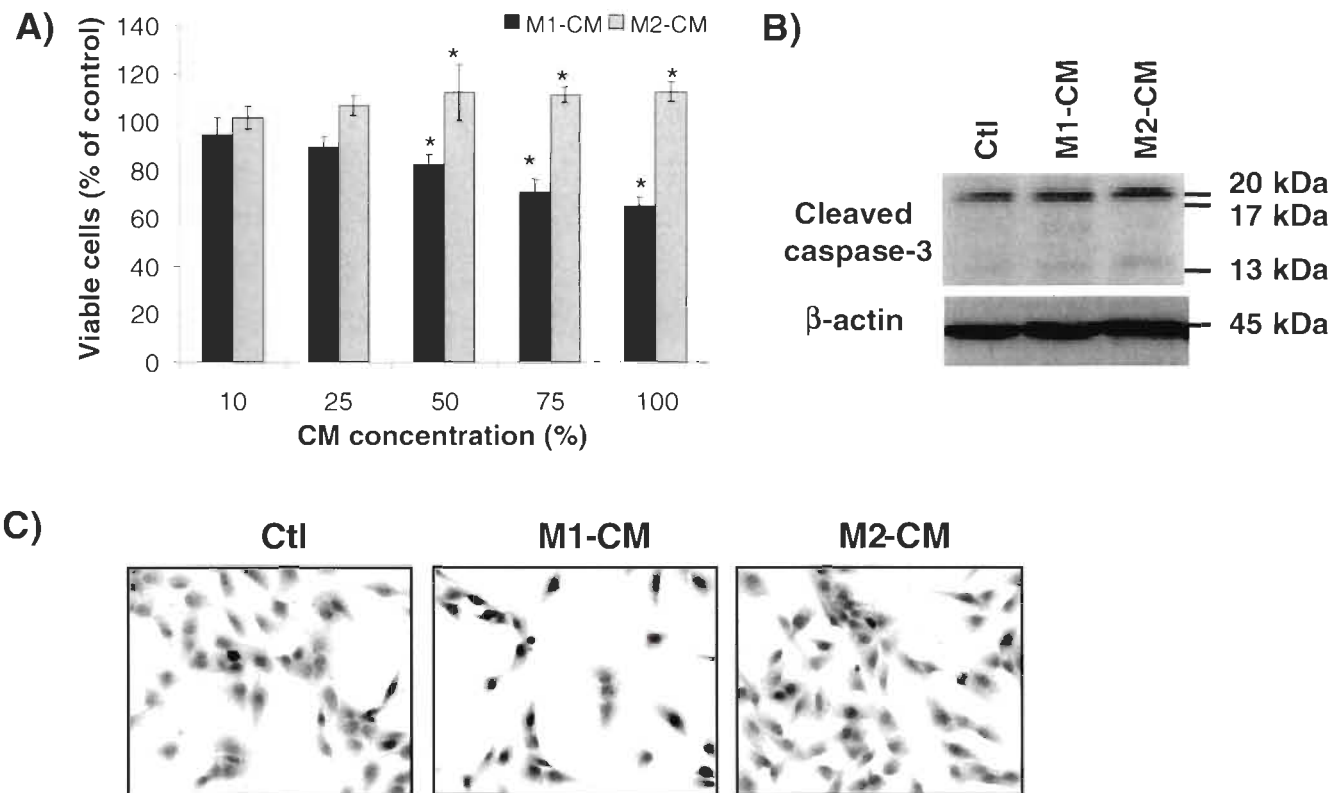 A)
Viable cells (% of control)
140
120
100
80
60
40
20
0
M1-CM M2-CM
*
*
*
*
*
*
10 25 50 75 100
CM concentration (%)
B)
Ctl
M1-CM
M2-CM
Cleaved
caspase-3
20 kDa
17 kDa
13 kDa
β-actin
45 kDa
C)
Ctl M1-CM M2-CM